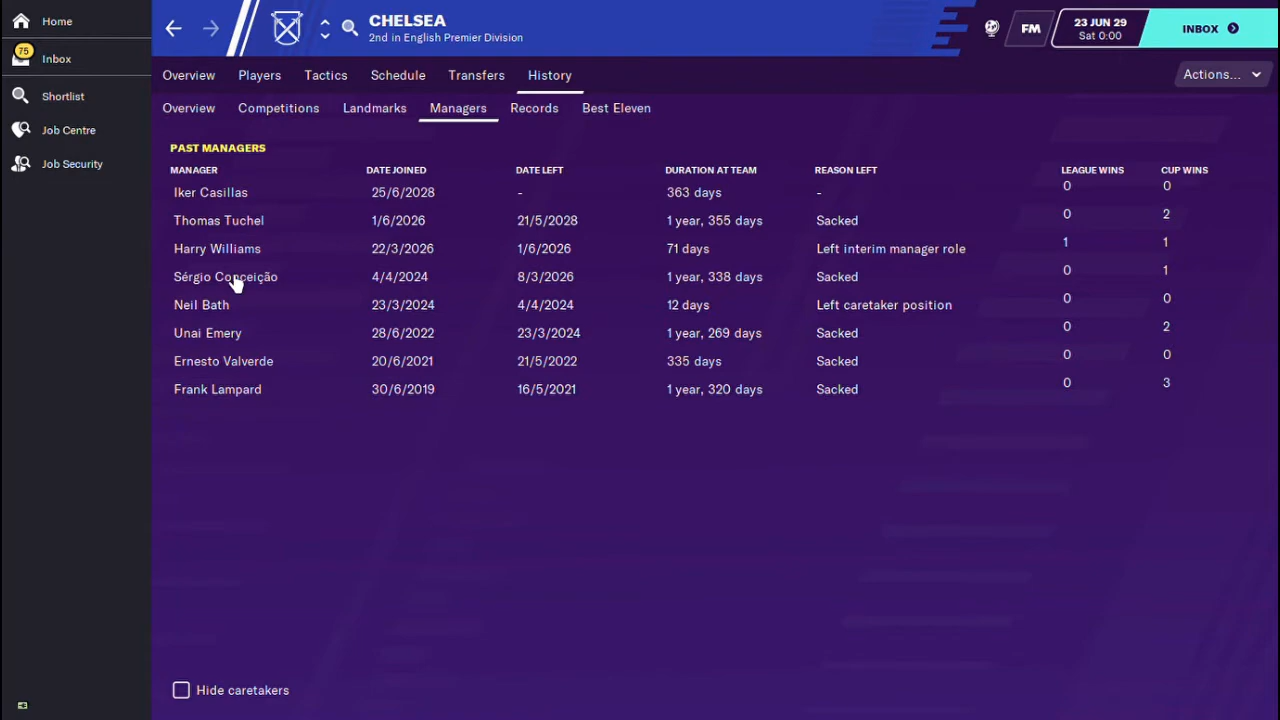 Home
75
Inbox
Shortlist
Job Centre
Job Security
CHELSEA
2nd in English Premier Division
FM
23 JUN 29
Sat 0:00
INBOX
Overview Players Tactics Schedule Transfers History
Actions...
Overview Competitions Landmarks Managers Records Best Eleven
PAST MANAGERS
MANAGER DATE JOINED DATE LEFT DURATION AT TEAM REASON LEFT LEAGUE WINS CUP WINS
Iker Casillas 25/6/2028 - 363 days - 0 0
Thomas Tuchel 1/6/2026 21/5/2028 1 year, 355 days Sacked 0 2
Harry Williams 22/3/2026 1/6/2026 71 days Left interim manager role 1 1
Sérgio Conceição 4/4/2024 8/3/2026 1 year, 338 days Sacked 0 1
Neil Bath 23/3/2024 4/4/2024 12 days Left caretaker position 0 0
Unai Emery 28/6/2022 23/3/2024 1 year, 269 days Sacked 0 2
Ernesto Valverde 20/6/2021 21/5/2022 335 days Sacked 0 0
Frank Lampard 30/6/2019 16/5/2021 1 year, 320 days Sacked 0 3
Hide caretakers